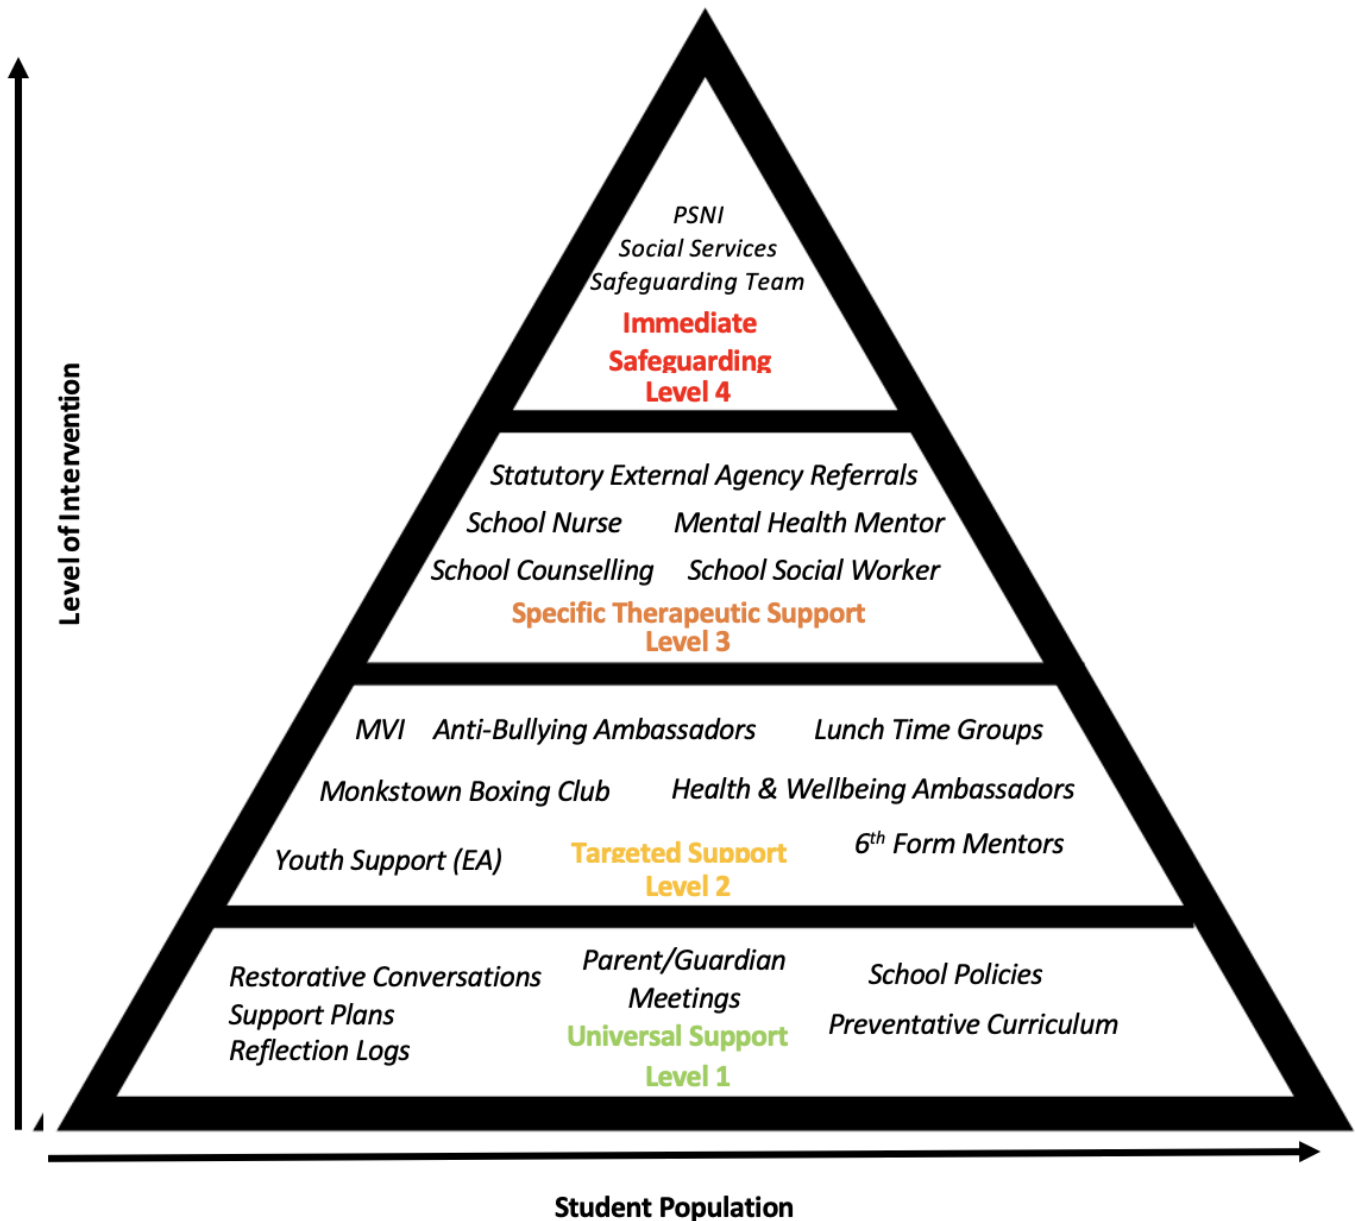 PSNI
Social Services
Safeguarding Team
Immediate
Safeguarding
Level 4
Level of Intervention
Statutory External Agency Referrals
School Nurse Mental Health Mentor
School Counselling School Social Worker
Specific Therapeutic Support
Level 3
MVI Anti-Bullying Ambassadors Lunch Time Groups
Monkstown Boxing Club Health & Wellbeing Ambassadors
Youth Support (EA) Targeted Support 6th Form Mentors
Level 2
Restorative Conversations Parent/Guardian School Policies
Support Plans Meetings Preventative Curriculum
Reflection Logs Universal Support
Level 1
Student Population